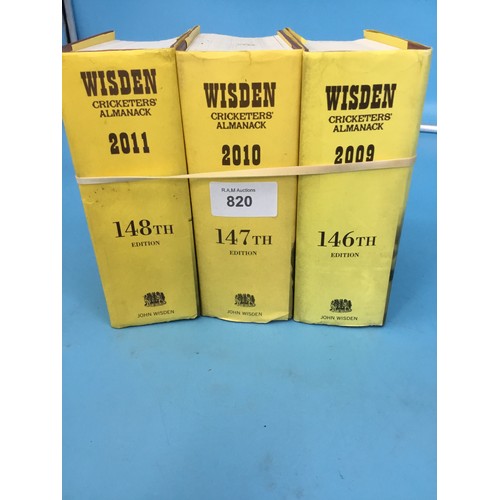 WISDEN
CRICKETERS'
ALMANACK
2011
148TH
EDITION
JOHN WISDEN
WISDEN
CRICKETERS'
ALMANACK
2010
R.A.M Auctions
820
147TH
EDITION
JOHN WISDEN
WISDEN
CRICKETERS'
ALMANACK
2009
146TH
EDITION
JOHN WISDEN